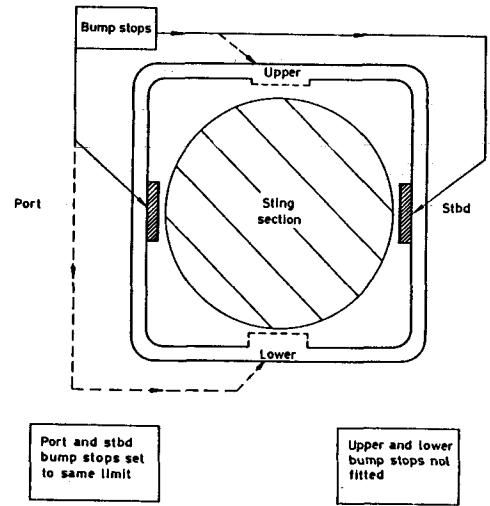 Bump stops
Upper
Port
Sting
section
Stbd
Lower
Port and stbd
bump stops set
to same limit
Upper and lower
bump stops not
fitted